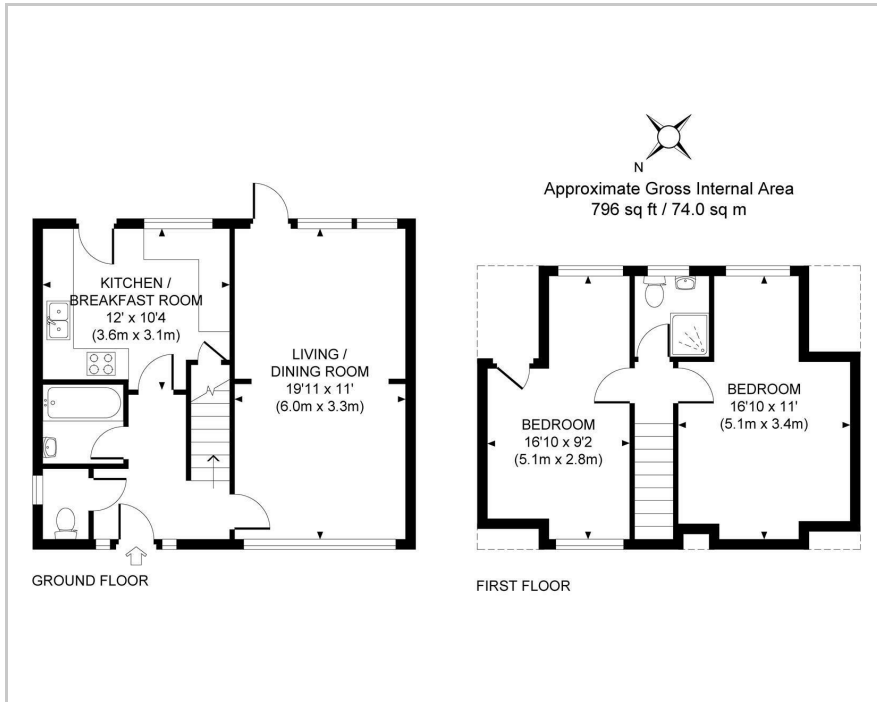 N
Approximate Gross Internal Area
796 sq ft / 74.0 sq m
KITCHEN /
BREAKFAST ROOM
12' x 10'4
(3.6m x 3.1m)
LIVING /
DINING ROOM
19'11 x 11'
(6.0m x 3.3m)
GROUND FLOOR
BEDROOM
16'10 x 9'2
(5.1m x 2.8m)
BEDROOM
16'10 x 11'
(5.1m x 3.4m)
FIRST FLOOR